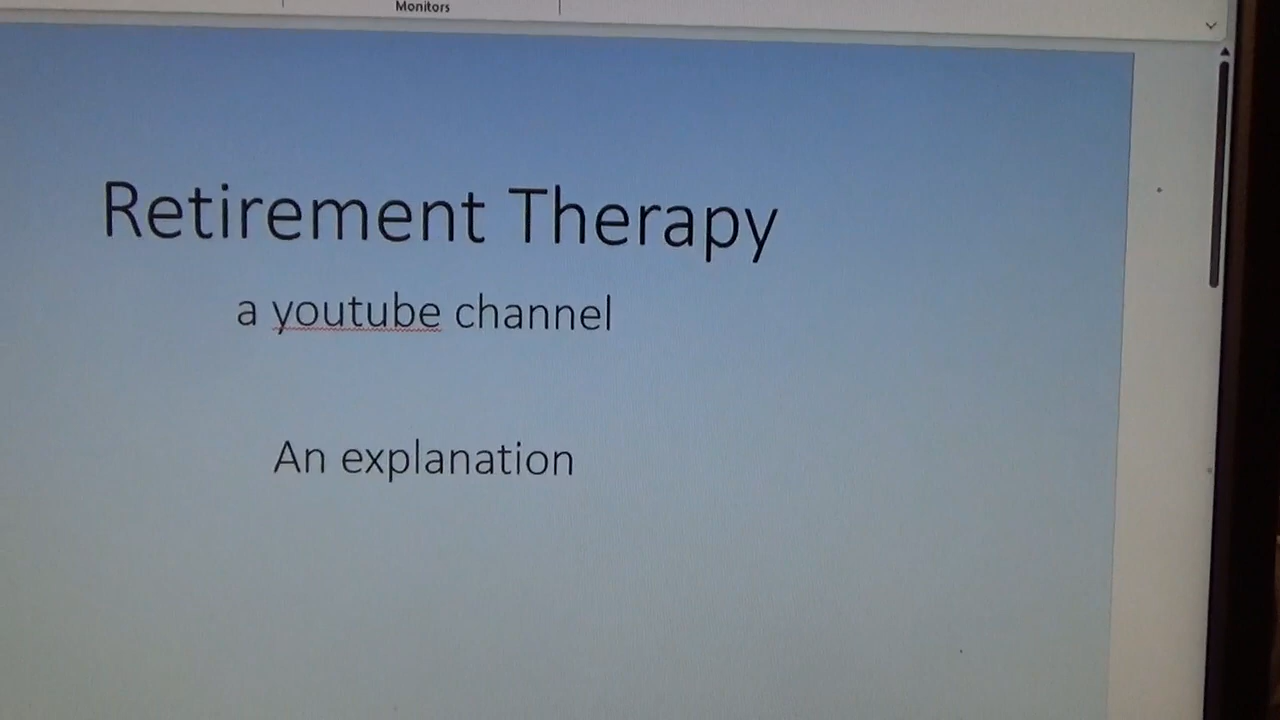 Monitors
Retirement Therapy
a youtube channel
An explanation